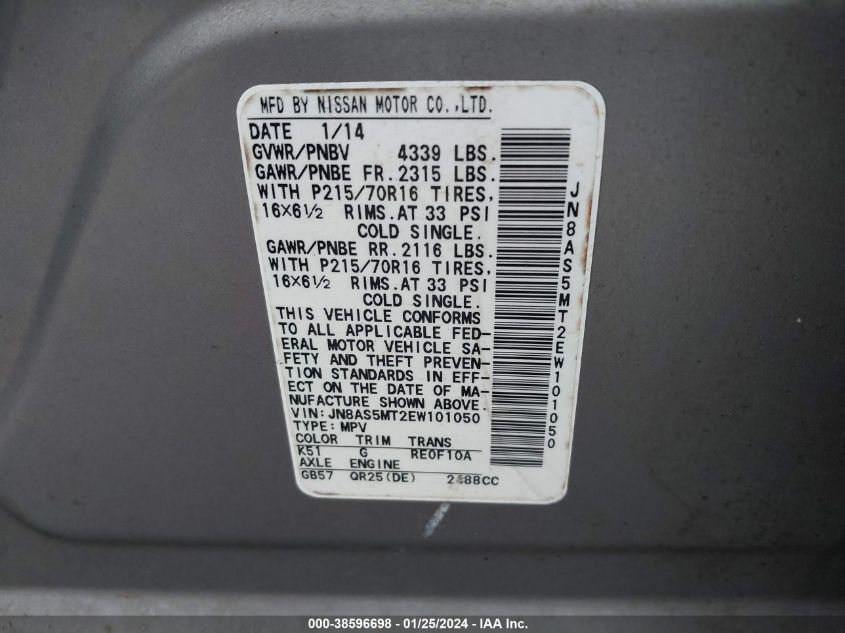 MFD BY NISSAN MOTOR CO.,LTD.
DATE 1/14
GVWR/PNBV 4339 LBS.
GAWR/PNBE FR. 2315 LBS.
WITH P215/70R16 TIRES,
16X6½ RIMS.AT 33 PSI
COLD SINGLE.
GAWR/PNBE RR. 2116 LBS.
WITH P215/70R16 TIRES,
16X6½ RIMS.AT 33 PSI
COLD SINGLE.
THIS VEHICLE CONFORMS
TO ALL APPLICABLE FED-
ERAL MOTOR VEHICLE SA-
FETY AND THEFT PREVEN-
TION STANDARDS IN EFF-
ECT ON THE DATE OF MA-
NUFACTURE SHOWN ABOVE.
VIN: JN8AS5MT2EW101050
TYPE: MPV
COLOR TRIM TRANS
K51 G RE0F10A
AXLE ENGINE
GB57 QR25(DE) 2488CC
JN8AS5MT2EW101050
000-38596698 - 01/25/2024 - IAA Inc.